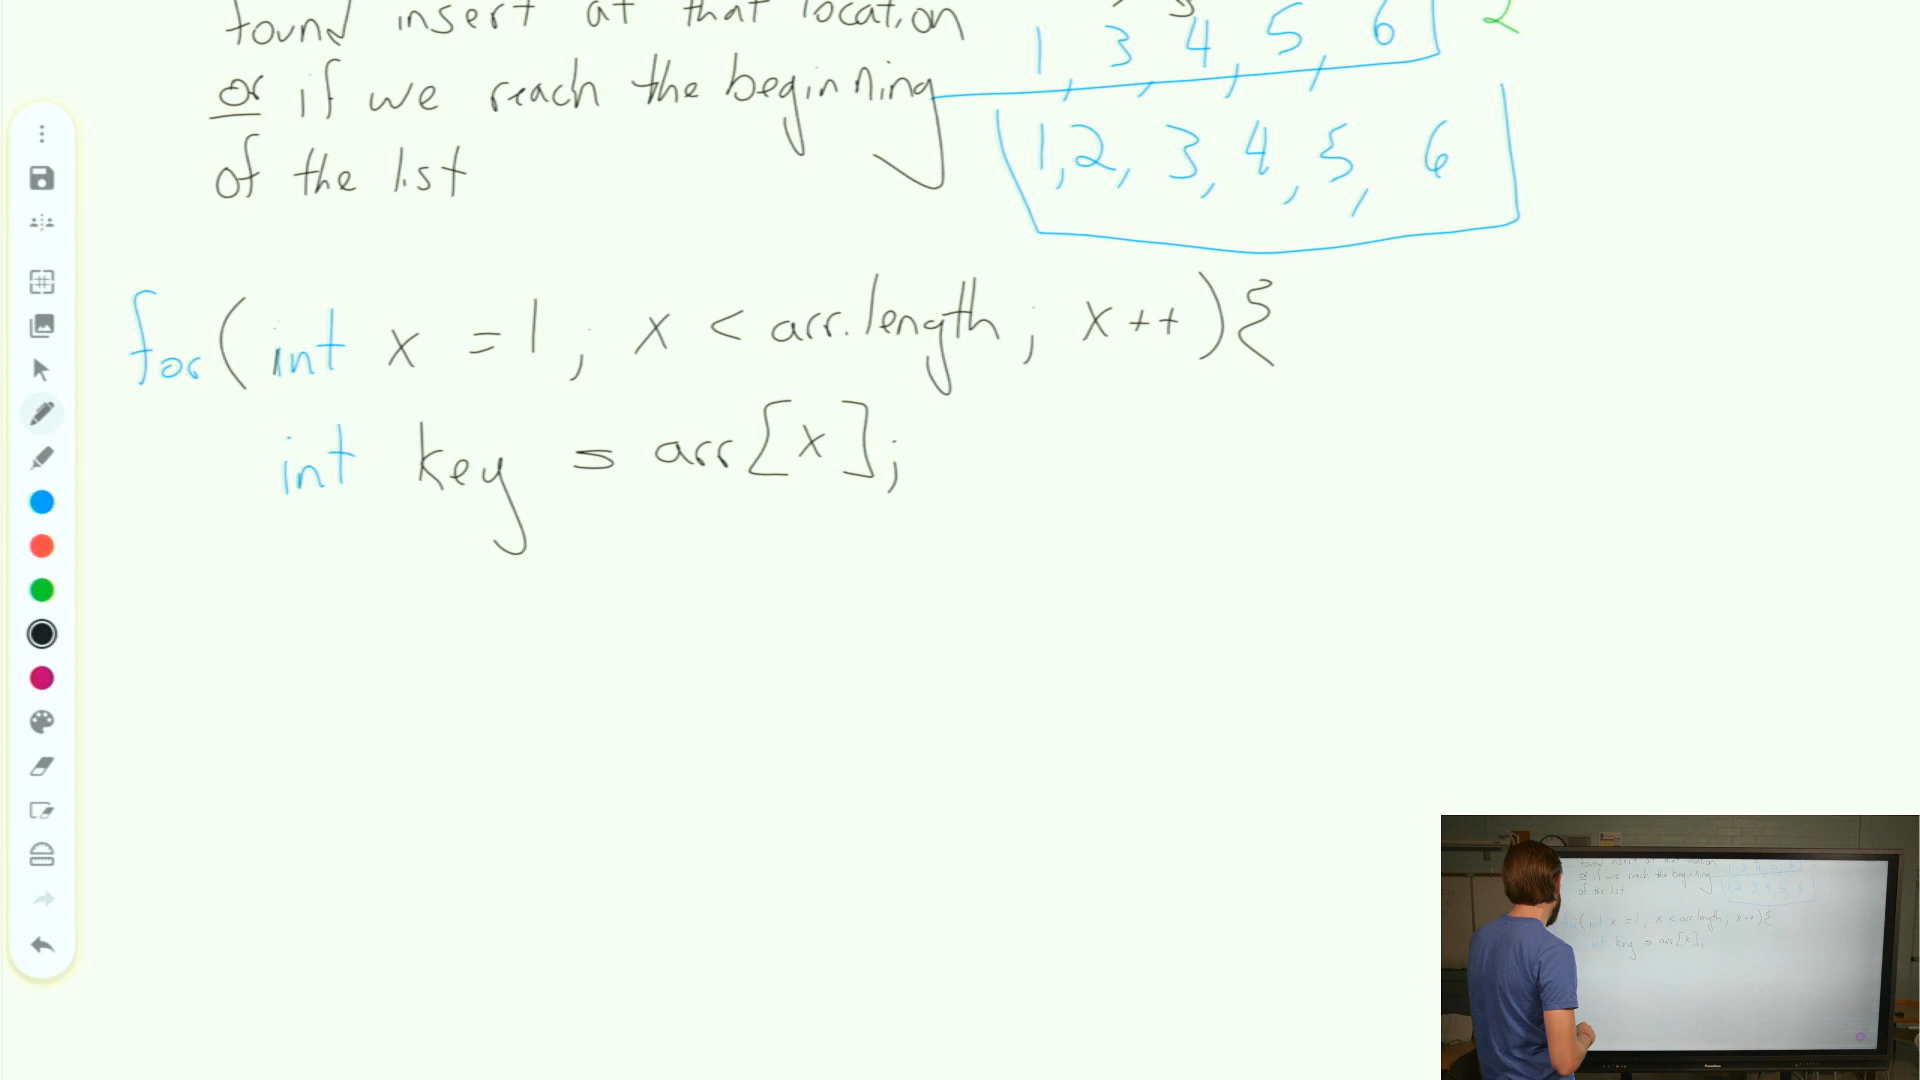 found insert at that location
or if we reach the beginning
of the list
1, 3, 4, 5, 6
2
1, 2, 3, 4, 5, 6
for (int x = 1; x < arr.length; x++){
int key = arr[x];